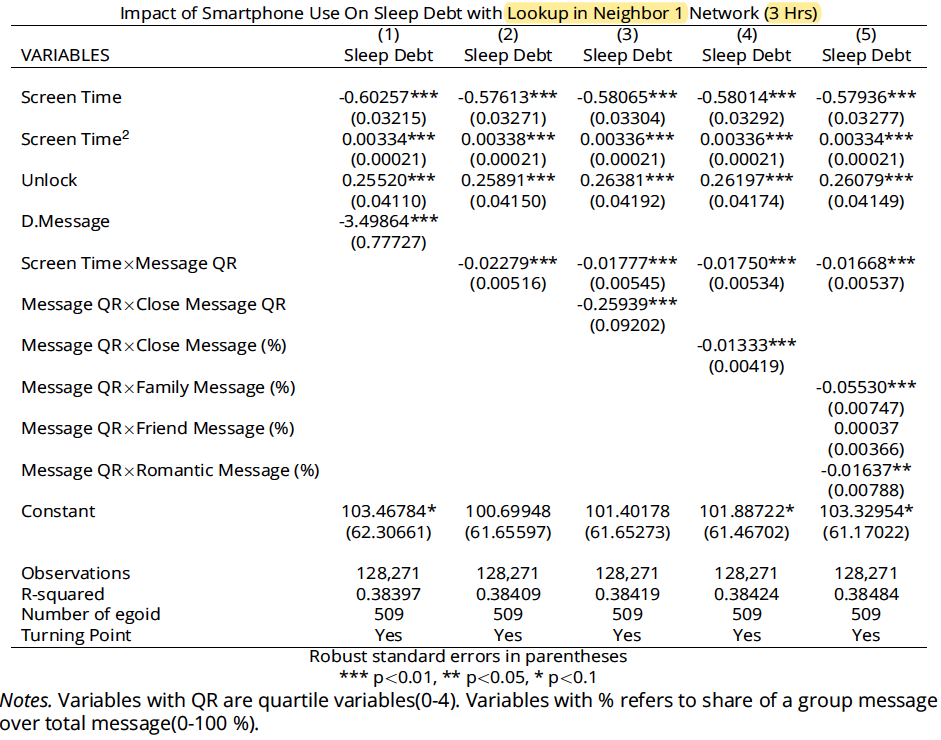 Impact of Smartphone Use On Sleep Debt with Lookup in Neighbor 1 Network (3 Hrs)
(1) (2) (3) (4) (5)
VARIABLES Sleep Debt Sleep Debt Sleep Debt Sleep Debt Sleep Debt
Screen Time -0.60257*** -0.57613*** -0.58065*** -0.58014*** -0.57936***
(0.03215) (0.03271) (0.03304) (0.03292) (0.03277)
Screen Time² 0.00334*** 0.00338*** 0.00336*** 0.00336*** 0.00334***
(0.00021) (0.00021) (0.00021) (0.00021) (0.00021)
Unlock 0.25520*** 0.25891*** 0.26381*** 0.26197*** 0.26079***
(0.04110) (0.04150) (0.04192) (0.04174) (0.04149)
D.Message -3.49864***
(0.77727)
Screen Time×Message QR -0.02279*** -0.01777*** -0.01750*** -0.01668***
(0.00516) (0.00545) (0.00534) (0.00537)
Message QR×Close Message QR -0.25939***
(0.09202)
Message QR×Close Message (%) -0.01333***
(0.00419)
Message QR×Family Message (%) -0.05530***
(0.00747)
Message QR×Friend Message (%) 0.00037
(0.00366)
Message QR×Romantic Message (%) -0.01637**
(0.00788)
Constant 103.46784* 100.69948 101.40178 101.88722* 103.32954*
(62.30661) (61.65597) (61.65273) (61.46702) (61.17022)
Observations 128,271 128,271 128,271 128,271 128,271
R-squared 0.38397 0.38409 0.38419 0.38424 0.38484
Number of egoid 509 509 509 509 509
Turning Point Yes Yes Yes Yes Yes
Robust standard errors in parentheses
*** p<0.01, ** p<0.05, * p<0.1
Notes. Variables with QR are quartile variables(0-4). Variables with % refers to share of a group message
over total message(0-100 %).